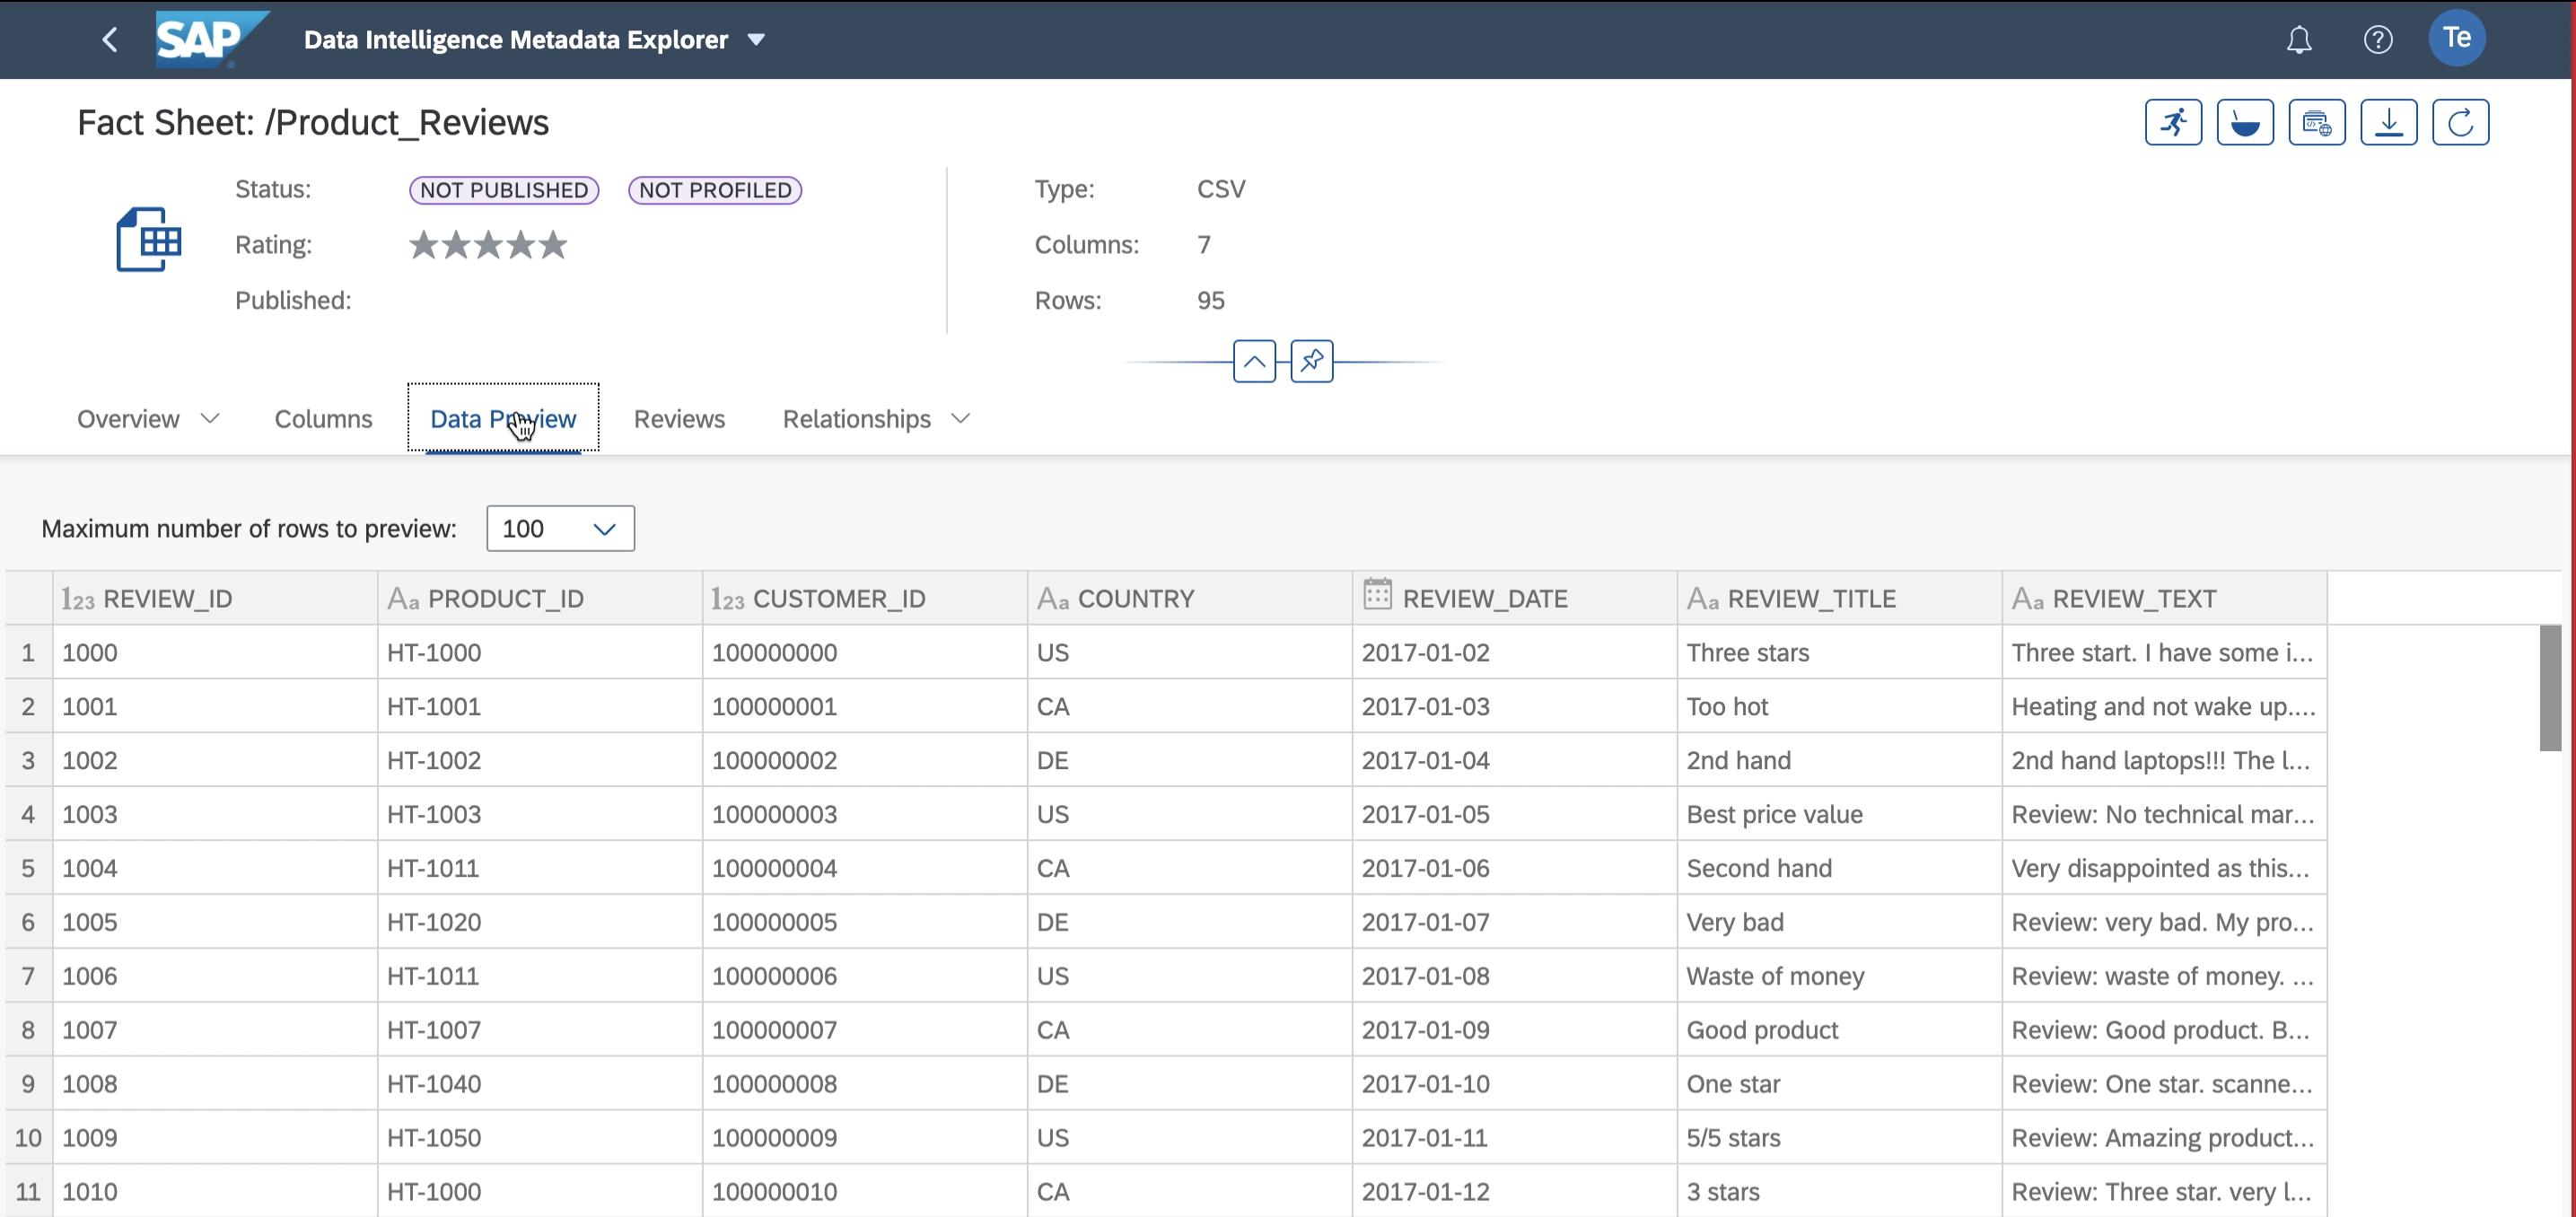 SAP Data Intelligence Metadata Explorer Te
Fact Sheet: /Product_Reviews
Status: NOT PUBLISHED NOT PROFILED Type: CSV
Rating: Columns: 7
Published: Rows: 95
Overview Columns Data Preview Reviews Relationships
Maximum number of rows to preview: 100
123 REVIEW_ID Aa PRODUCT_ID 123 CUSTOMER_ID Aa COUNTRY REVIEW_DATE Aa REVIEW_TITLE Aa REVIEW_TEXT
1 1000 HT-1000 100000000 US 2017-01-02 Three stars Three start. I have some i...
2 1001 HT-1001 100000001 CA 2017-01-03 Too hot Heating and not wake up....
3 1002 HT-1002 100000002 DE 2017-01-04 2nd hand 2nd hand laptops!!! The l...
4 1003 HT-1003 100000003 US 2017-01-05 Best price value Review: No technical mar...
5 1004 HT-1011 100000004 CA 2017-01-06 Second hand Very disappointed as this...
6 1005 HT-1020 100000005 DE 2017-01-07 Very bad Review: very bad. My pro...
7 1006 HT-1011 100000006 US 2017-01-08 Waste of money Review: waste of money. ...
8 1007 HT-1007 100000007 CA 2017-01-09 Good product Review: Good product. B...
9 1008 HT-1040 100000008 DE 2017-01-10 One star Review: One star. scanne...
10 1009 HT-1050 100000009 US 2017-01-11 5/5 stars Review: Amazing product...
11 1010 HT-1000 100000010 CA 2017-01-12 3 stars Review: Three star. very l...